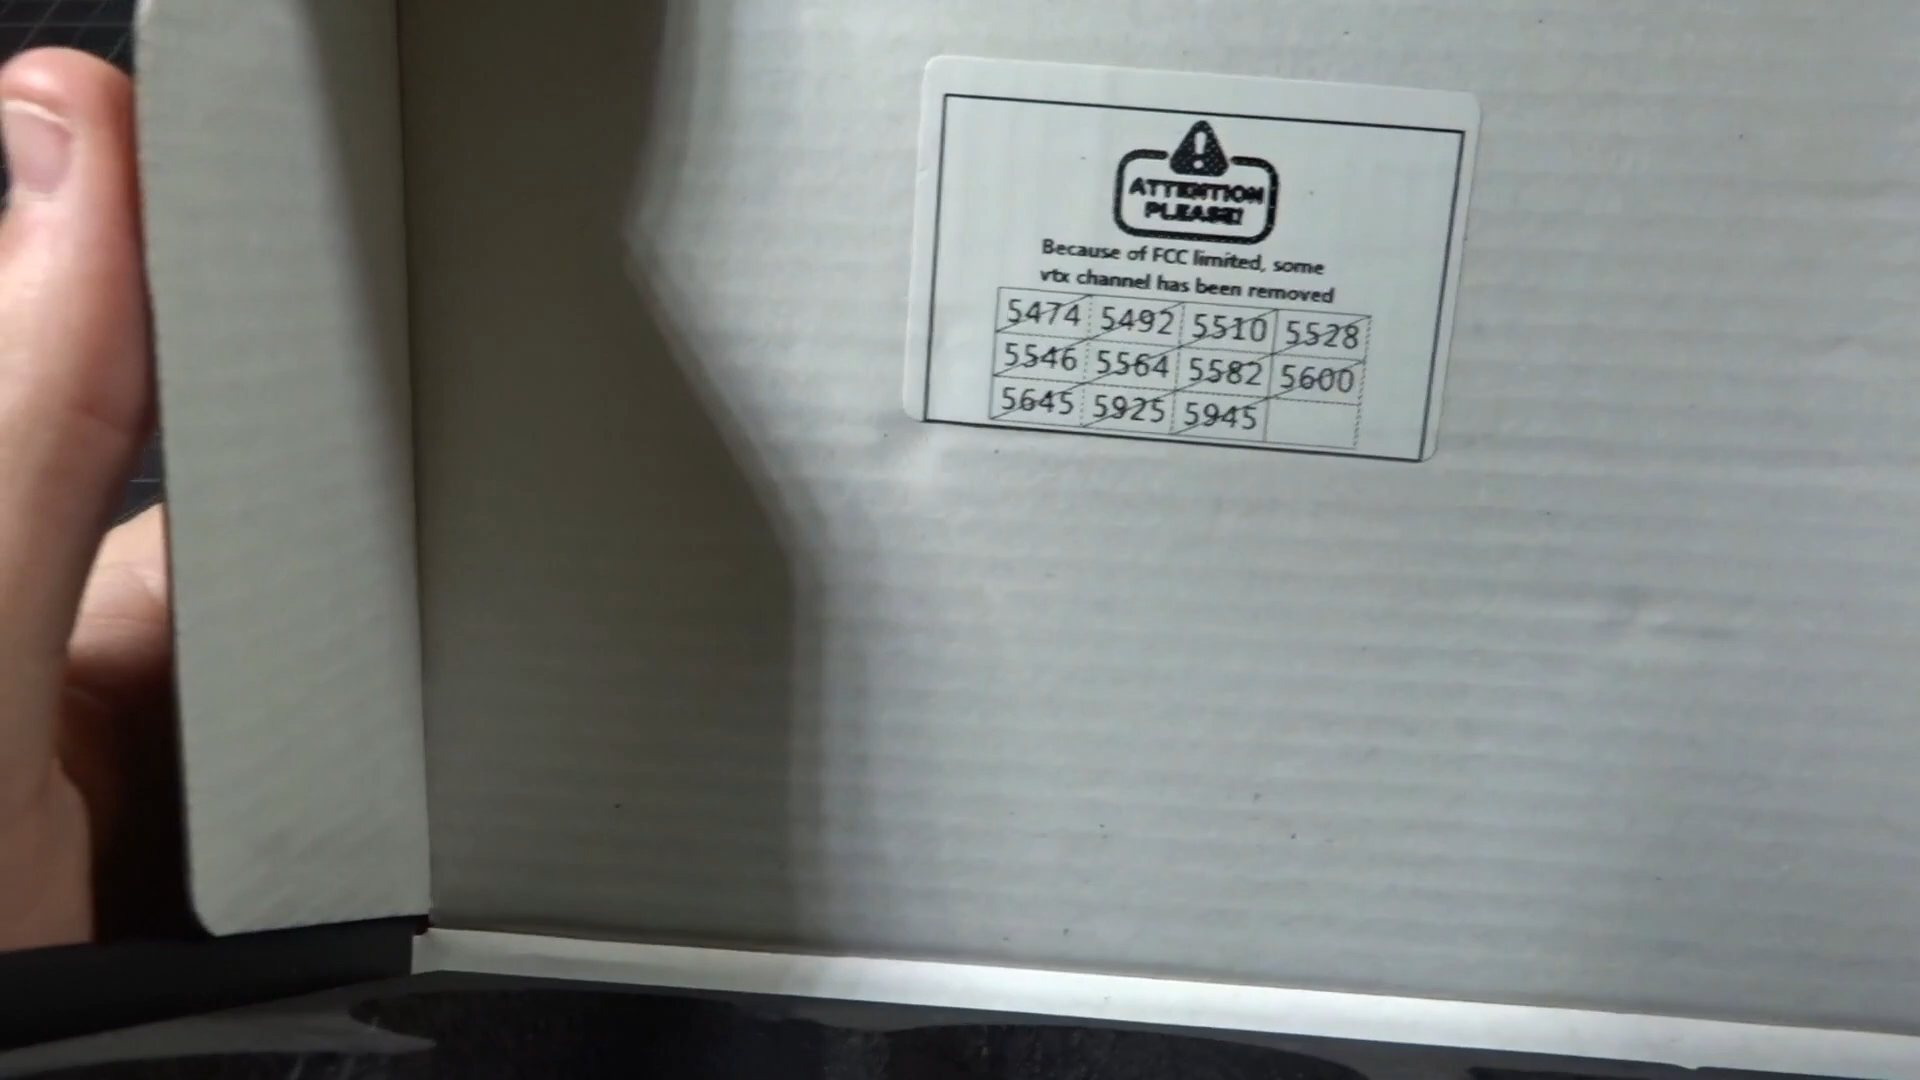 ATTENTION
PLEASE!
Because of FCC limited, some
vtx channel has been removed
5474 5492 5510 5528
5546 5564 5582 5600
5645 5925 5945